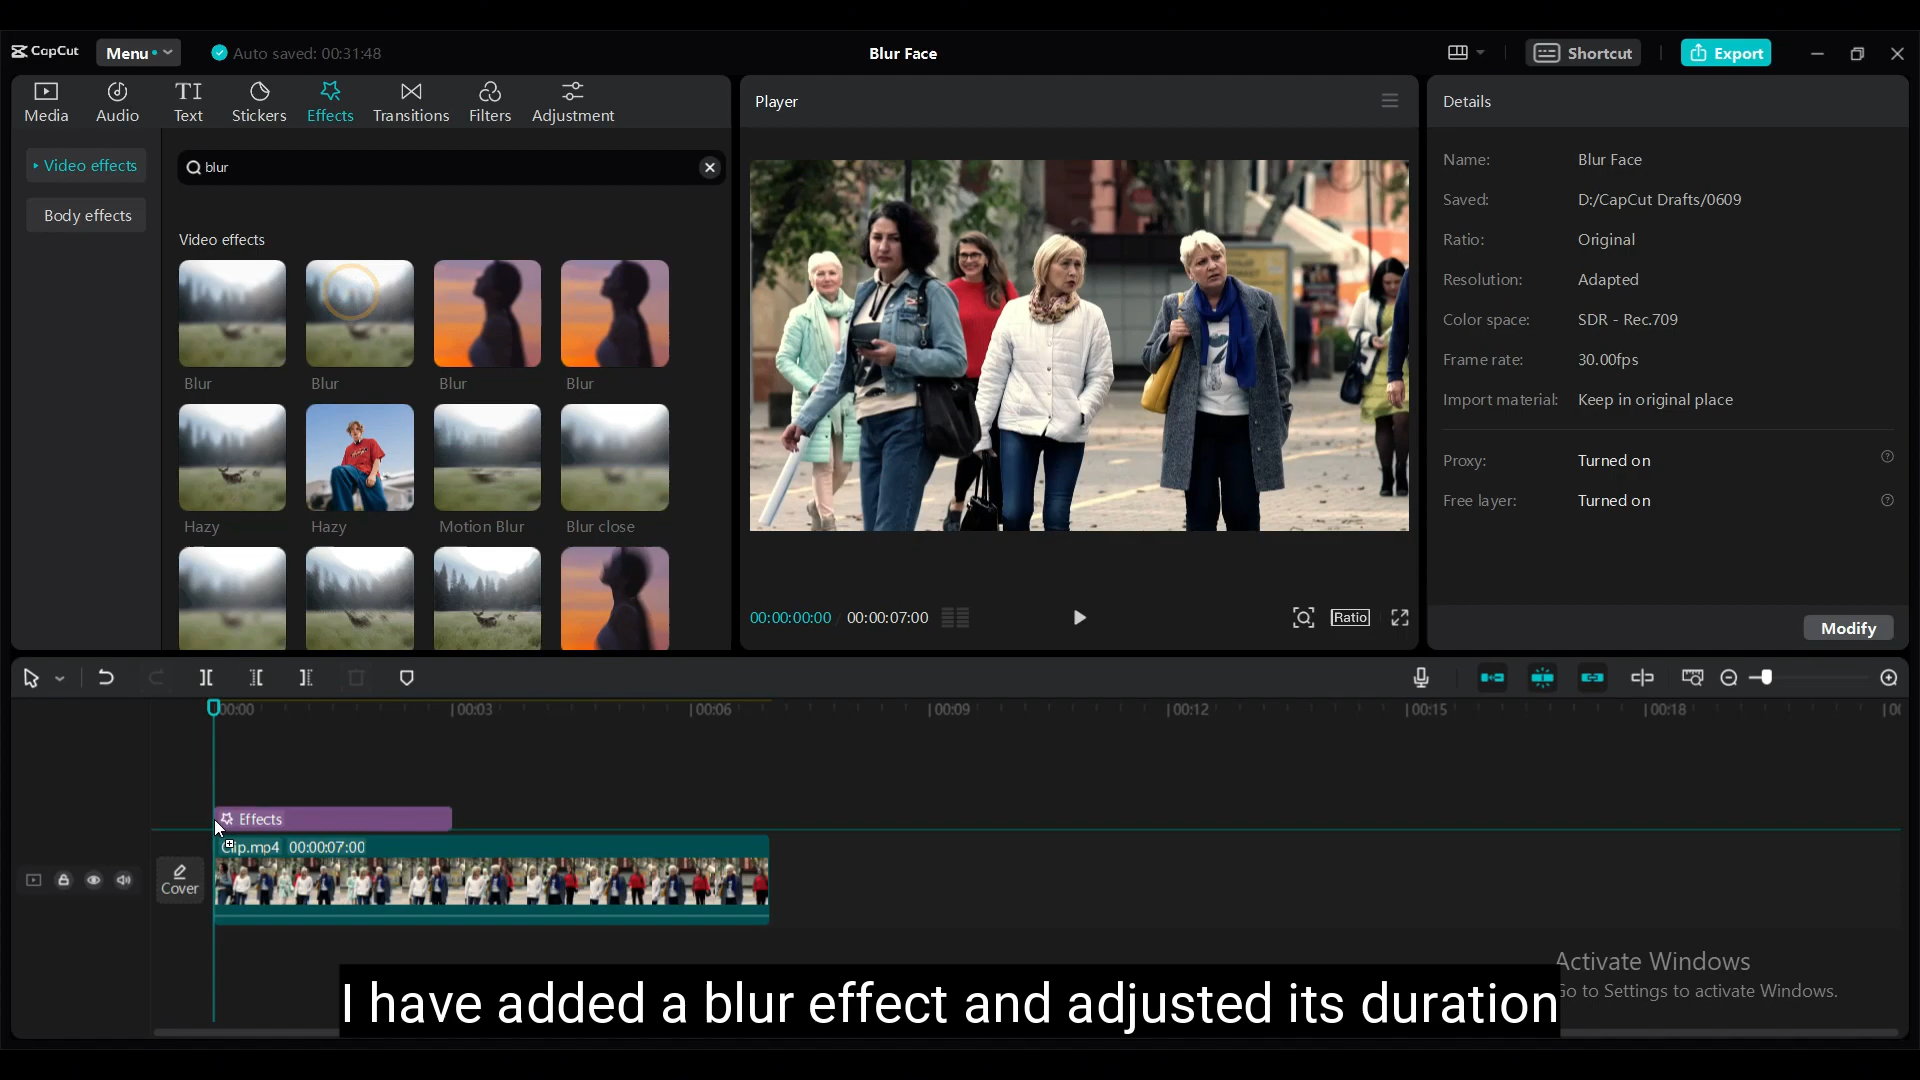 CapCut
Menu
Auto saved: 00:31:48
Blur Face
Shortcut
Export
Media
Audio
TI
Text
Stickers
Effects
Transitions
Filters
Adjustment
Video effects
Body effects
blur
Video effects
Blur
Blur
Blur
Blur
Hazy
Hazy
Motion Blur
Blur close
Player
00:00:00:00 / 00:00:07:00
Ratio
Details
Name: Blur Face
Saved: D:/CapCut Drafts/0609
Ratio: Original
Resolution: Adapted
Color space: SDR - Rec.709
Frame rate: 30.00fps
Import material: Keep in original place
Proxy: Turned on
Free layer: Turned on
Modify
00:00
00:03
00:06
00:09
00:12
00:15
00:18
Effects
Clip.mp4 00:00:07:00
Cover
Activate Windows
Go to Settings to activate Windows.
I have added a blur effect and adjusted its duration